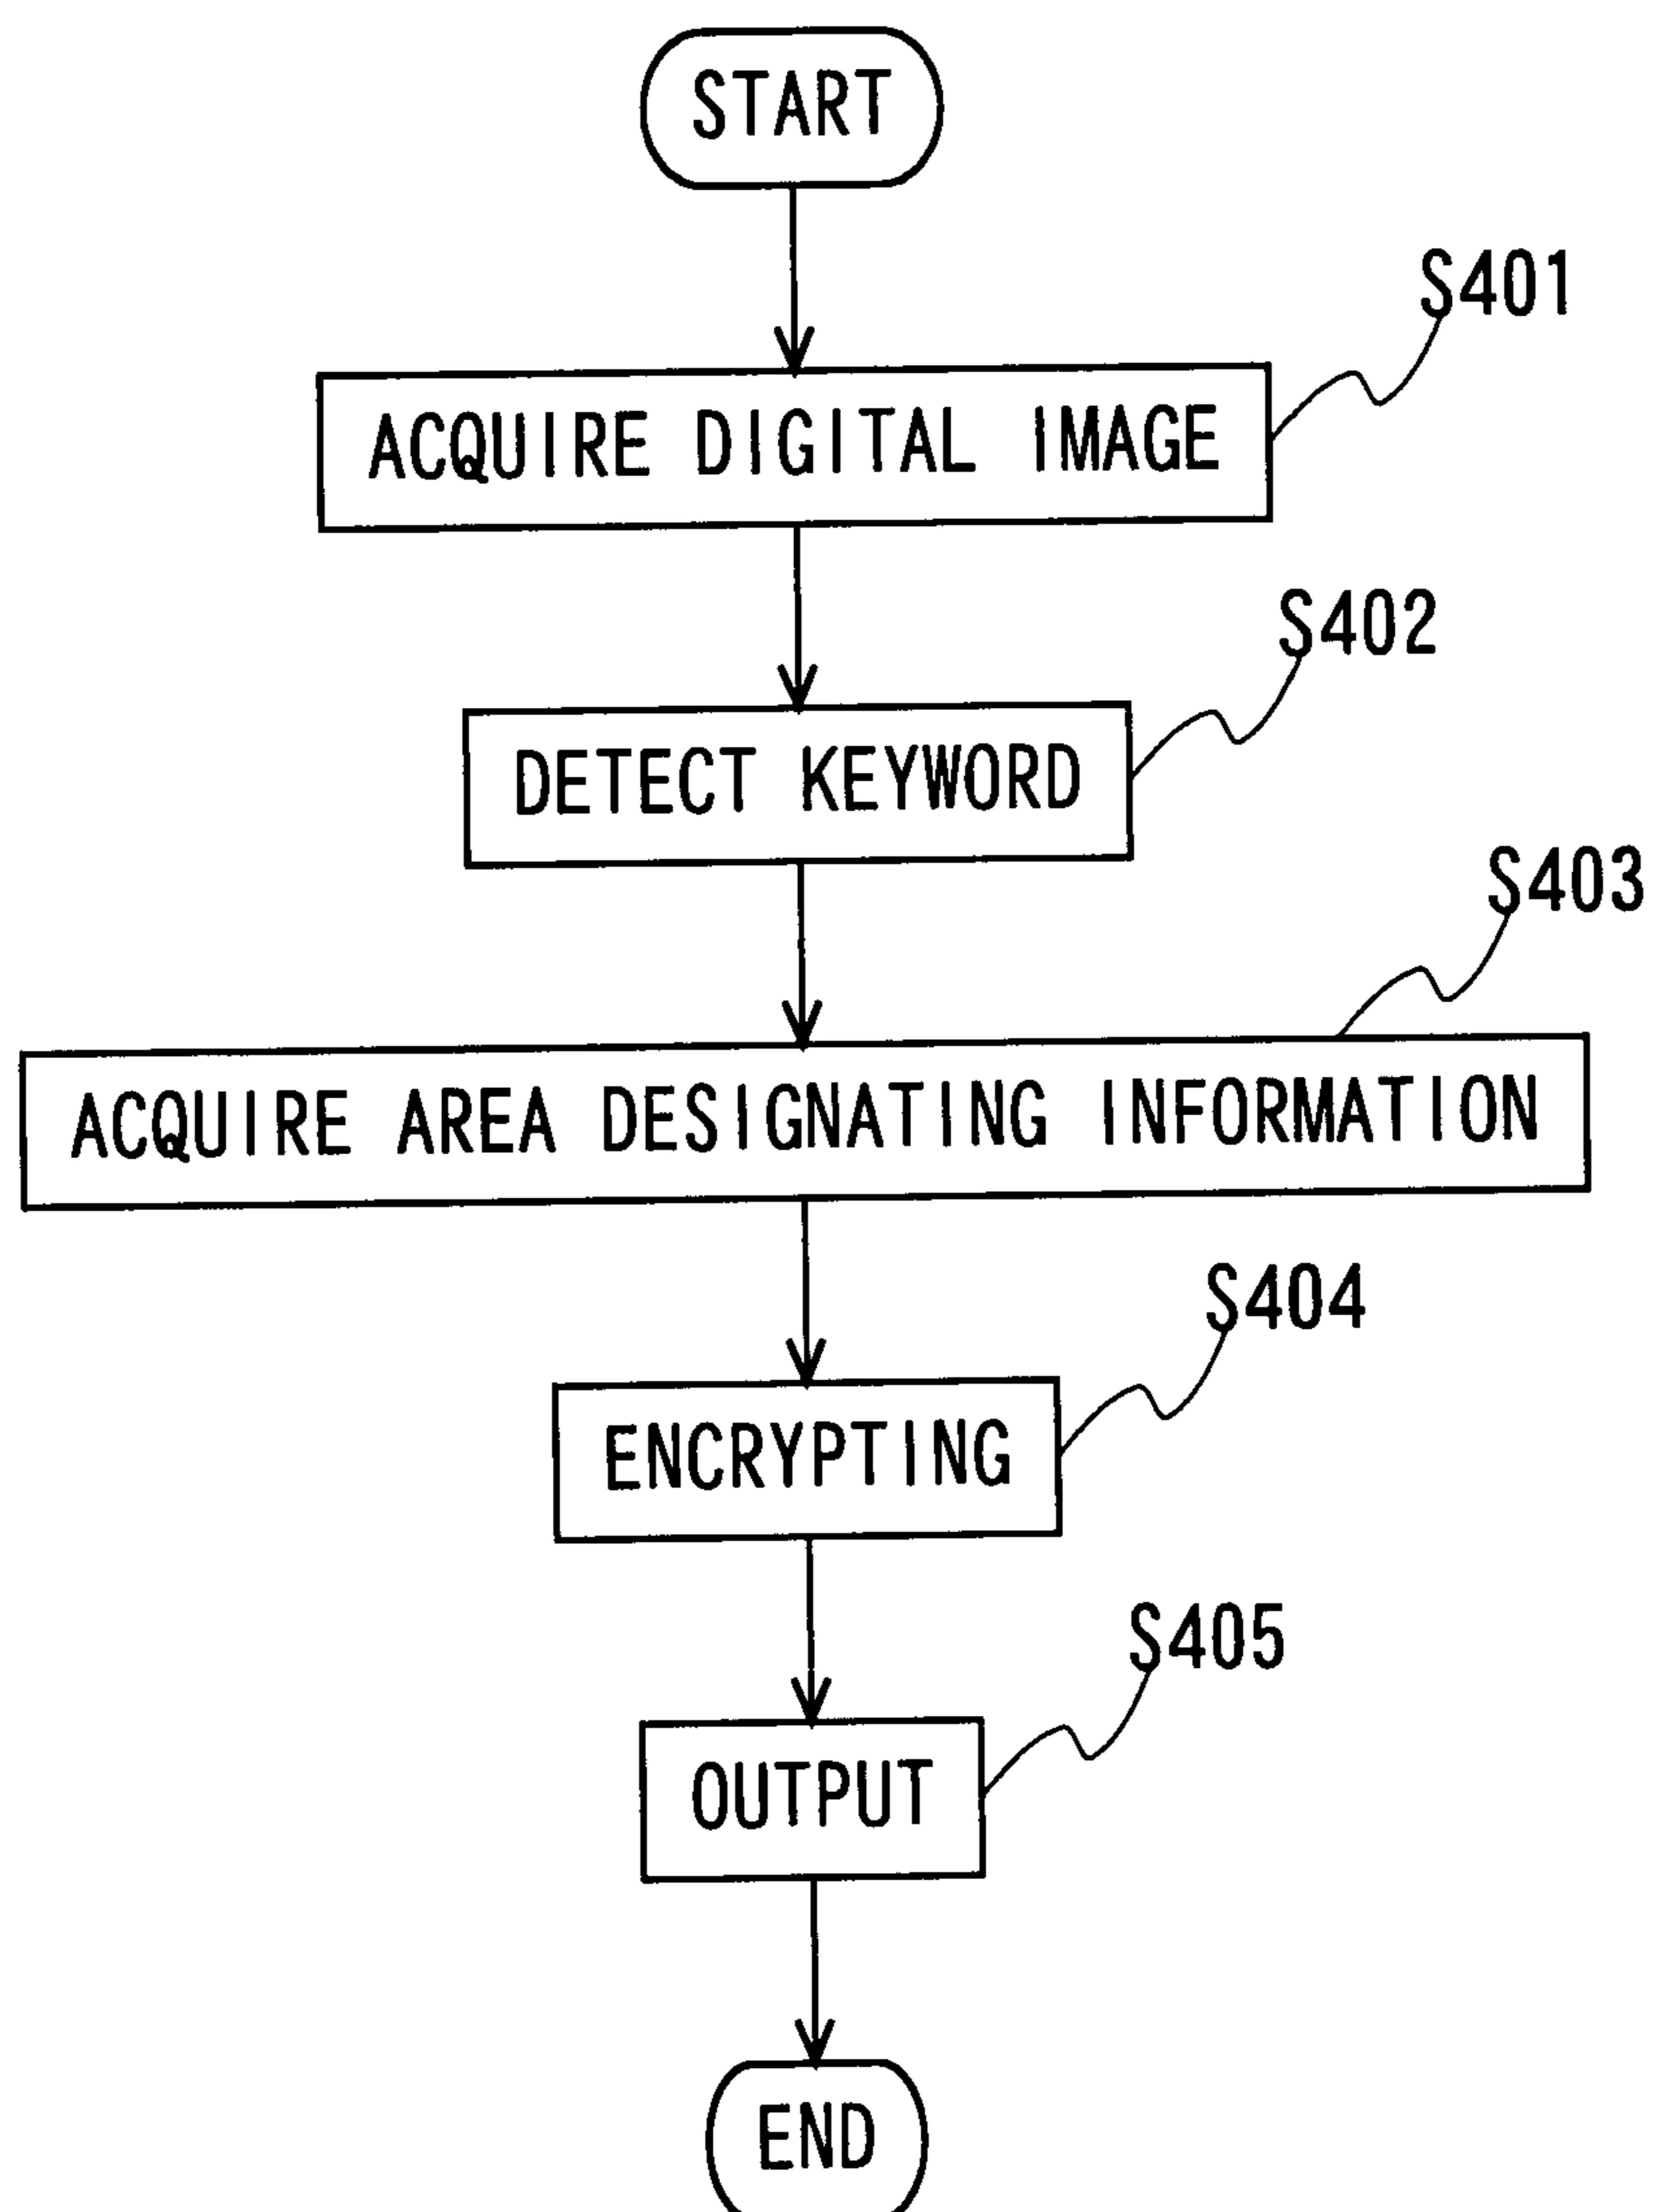 START
S401
ACQUIRE DIGITAL IMAGE
S402
DETECT KEYWORD
S403
ACQUIRE AREA DESIGNATING INFORMATION
S404
ENCRYPTING
S405
OUTPUT
END